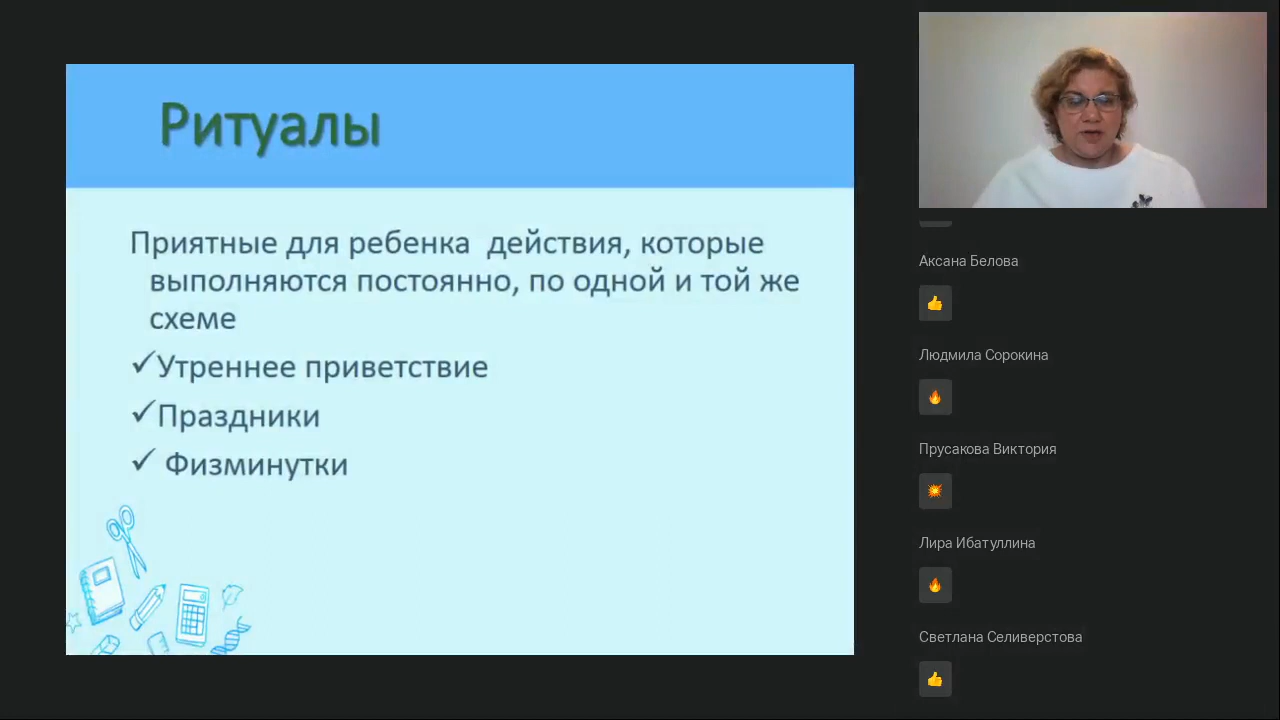 Ритуалы
Приятные для ребенка действия, которые
выполняются постоянно, по одной и той же
схеме
✓Утреннее приветствие
✓Праздники
✓ Физминутки
Аксана Белова
Людмила Сорокина
Прусакова Виктория
Лира Ибатуллина
Светлана Селиверстова